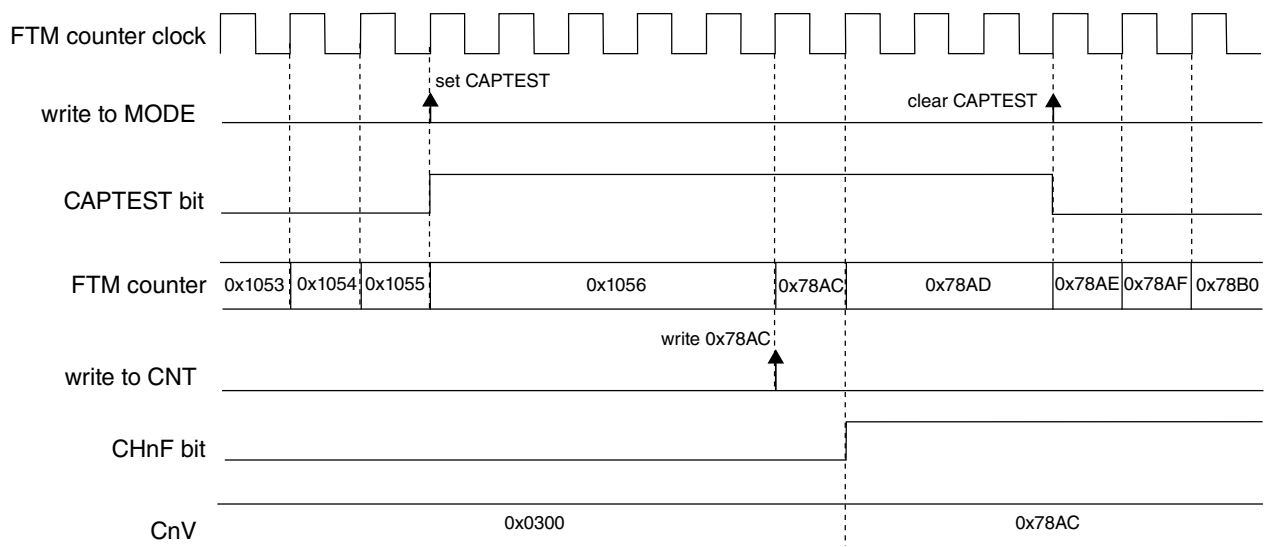 FTM counter clock
set CAPTEST
write to MODE
clear CAPTEST
CAPTEST bit
FTM counter
0x1053 0x1054 0x1055 0x1056 0x78AC 0x78AD 0x78AE 0x78AF 0x78B0
write 0x78AC
write to CNT
CHnF bit
CnV
0x0300 0x78AC